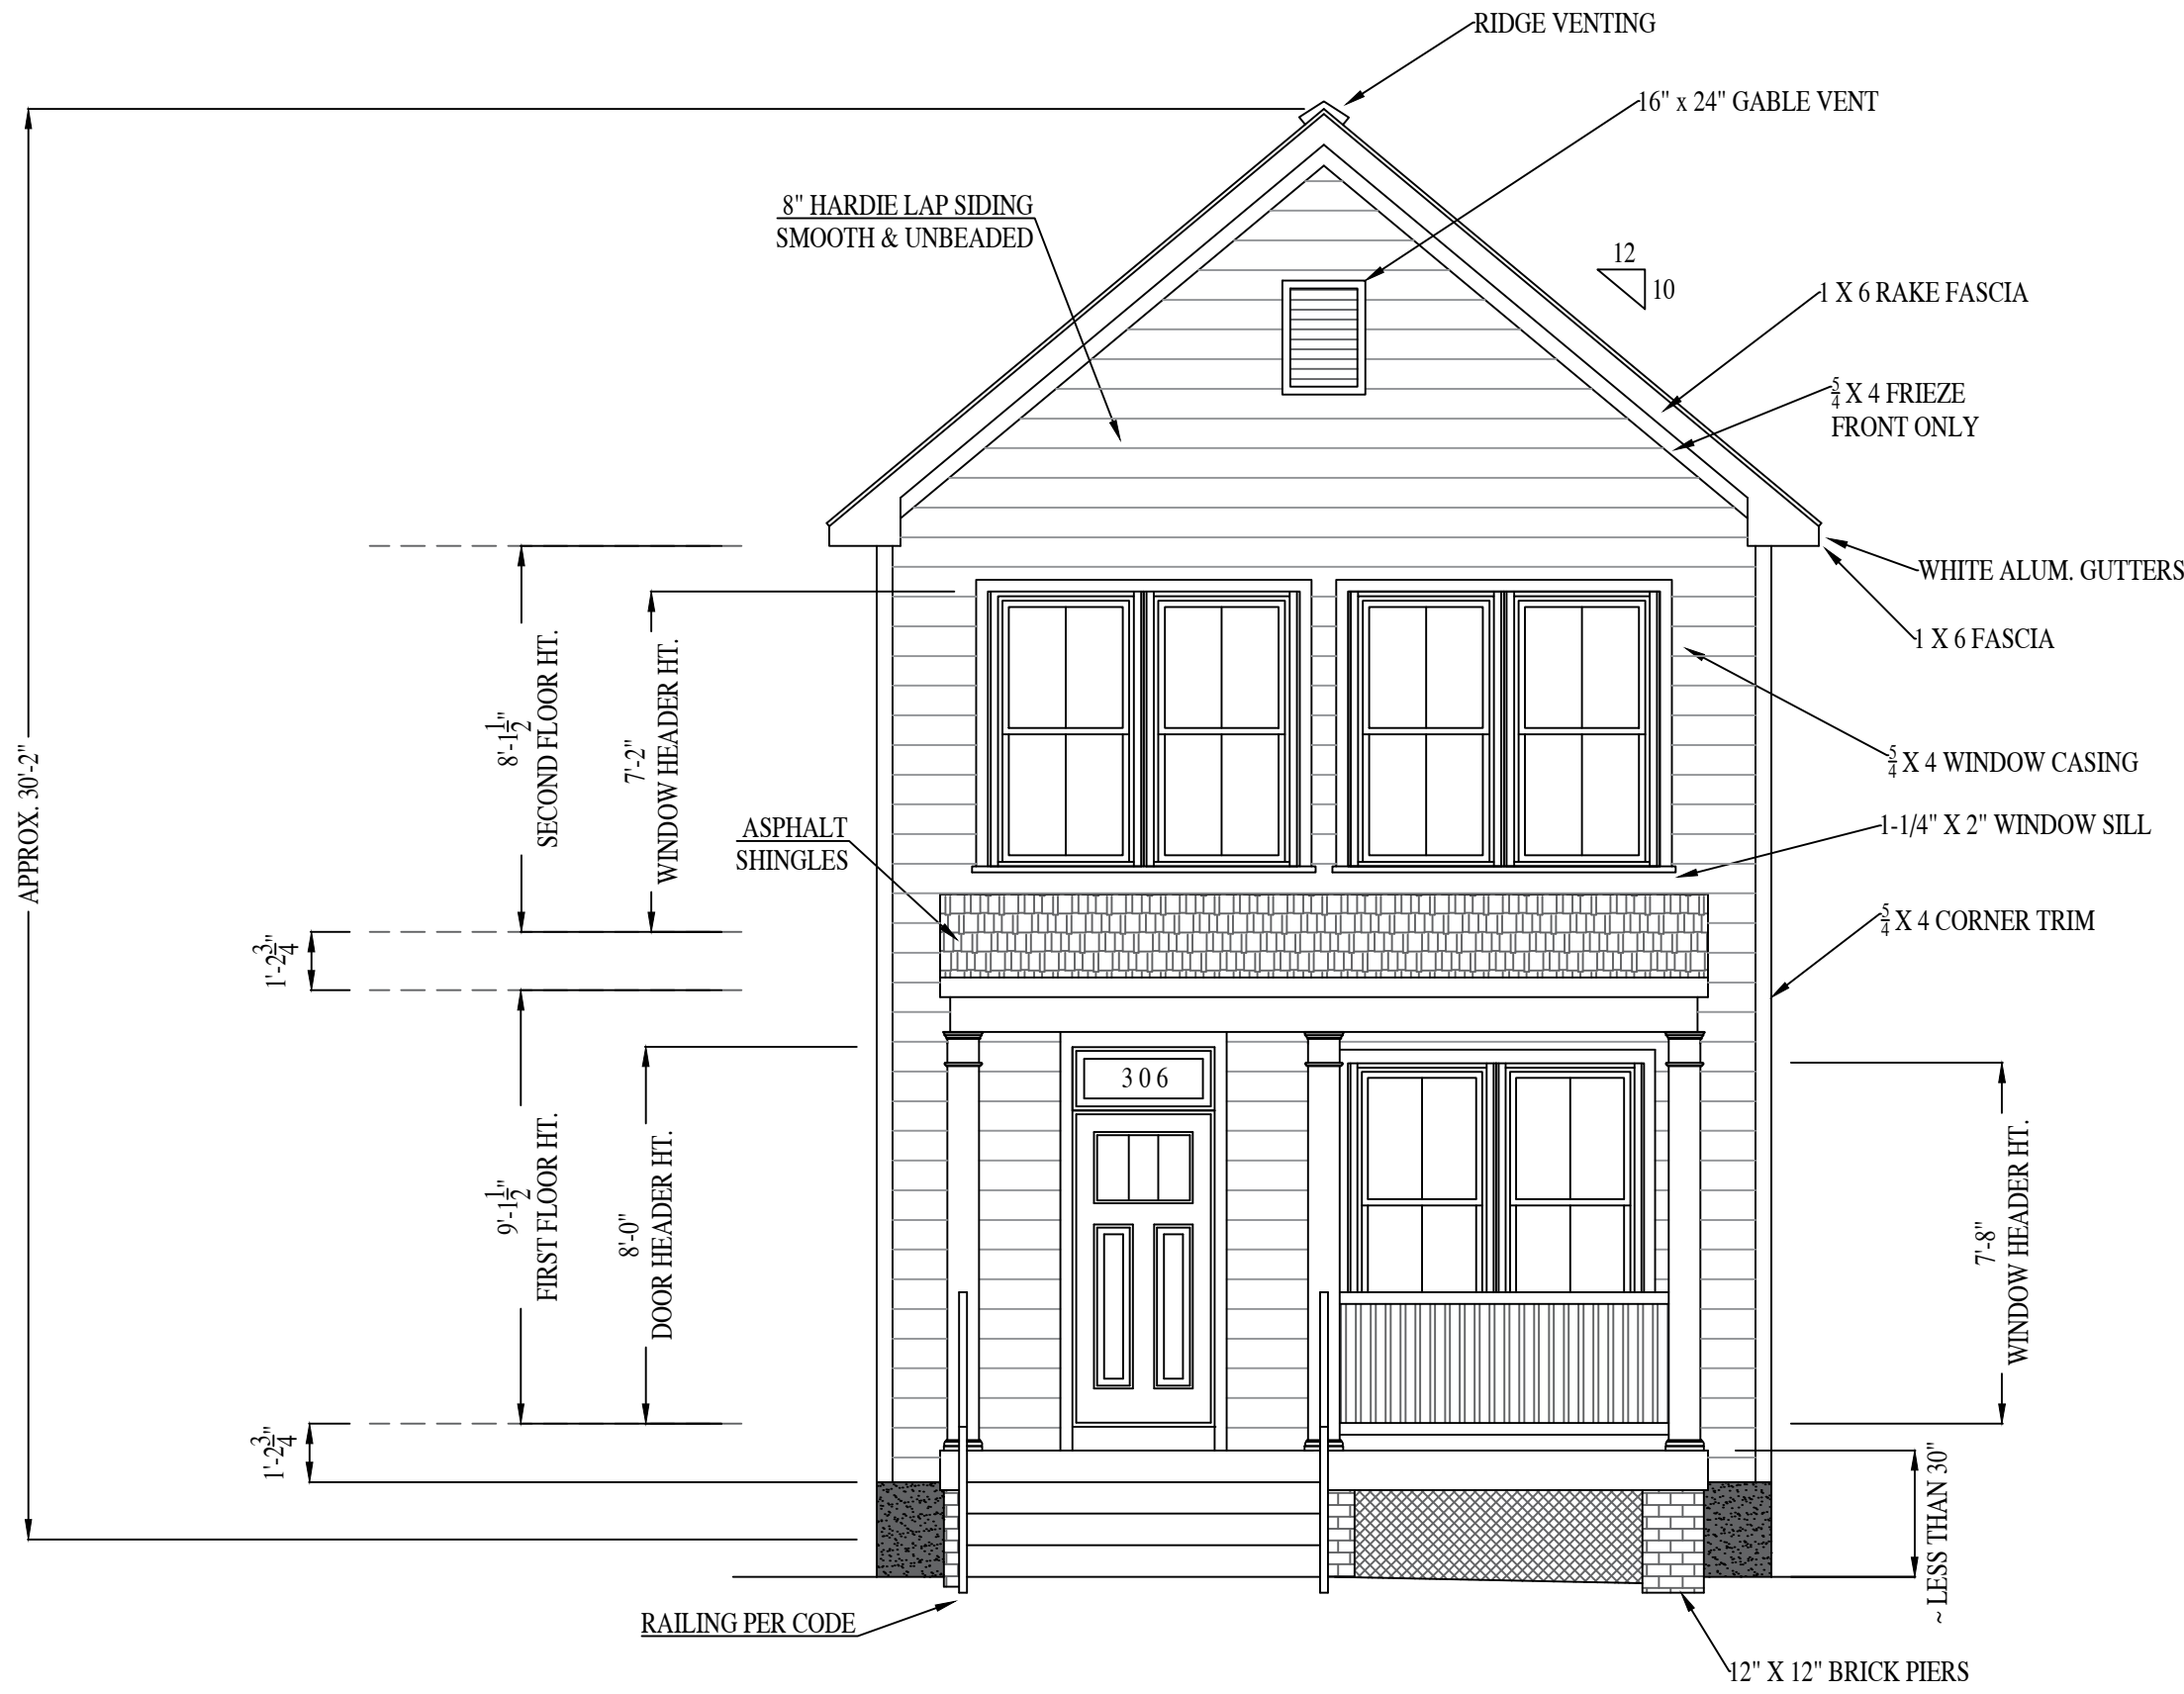 RIDGE VENTING
16" x 24" GABLE VENT
8" HARDIE LAP SIDING
SMOOTH & UNBEADED
12
10
1 X 6 RAKE FASCIA
5/4 X 4 FRIEZE
FRONT ONLY
WHITE ALUM. GUTTERS
1 X 6 FASCIA
8'-1 1/2"
SECOND FLOOR HT.
7'-2"
WINDOW HEADER HT.
APPROX. 30'-2"
5/4 X 4 WINDOW CASING
ASPHALT
SHINGLES
1-1/4" X 2" WINDOW SILL
5/4 X 4 CORNER TRIM
1'-2 3/4"
306
9'-1 1/2"
FIRST FLOOR HT.
8'-0"
DOOR HEADER HT.
7'-8"
WINDOW HEADER HT.
1'-2 3/4"
~ LESS THAN 30"
RAILING PER CODE
12" X 12" BRICK PIERS